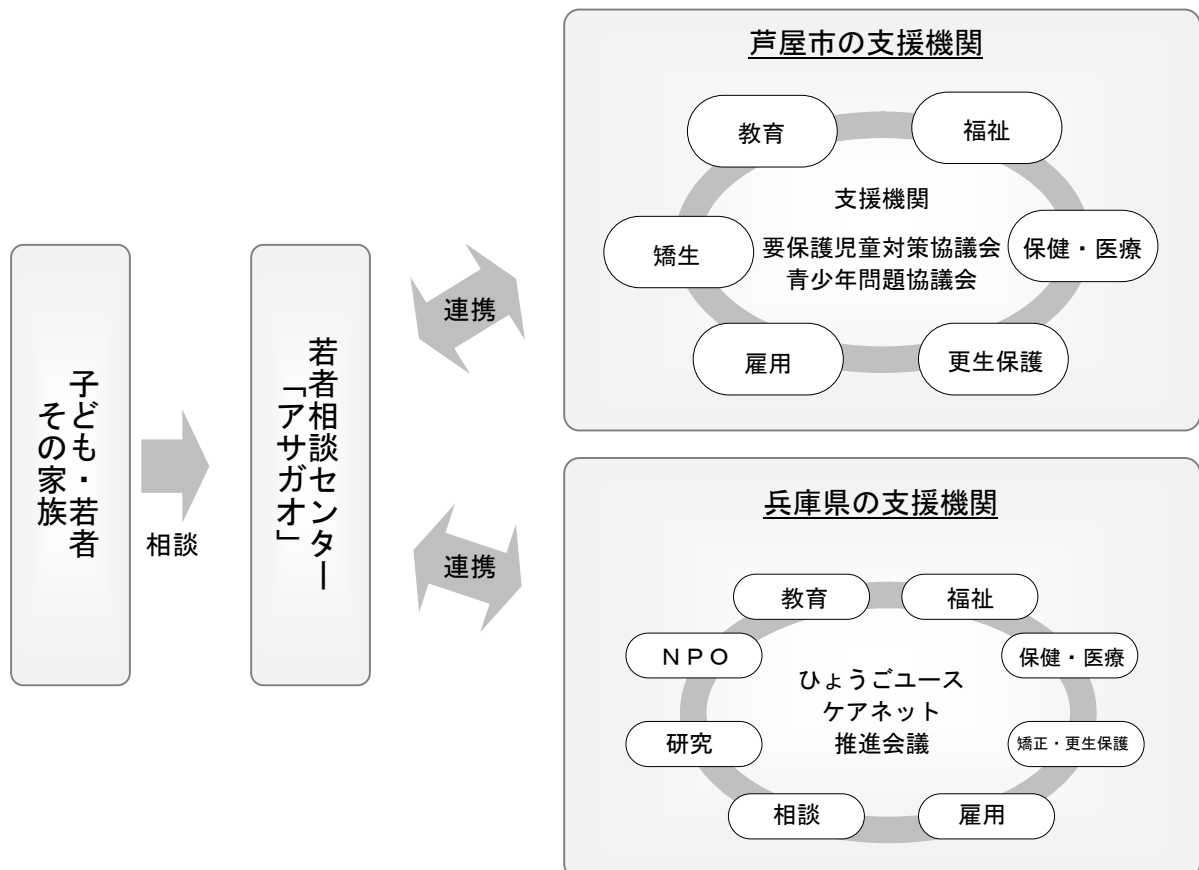 子ども・若者
その家族
相談
若者相談センター
「アサガオ」
連携
連携
芦屋市の支援機関
教育
福祉
矯生
支援機関
要保護児童対策協議会
青少年問題協議会
保健・医療
雇用
更生保護
兵庫県の支援機関
教育
福祉
ＮＰＯ
保健・医療
ひょうごユース
ケアネット
推進会議
研究
矯正・更生保護
相談
雇用